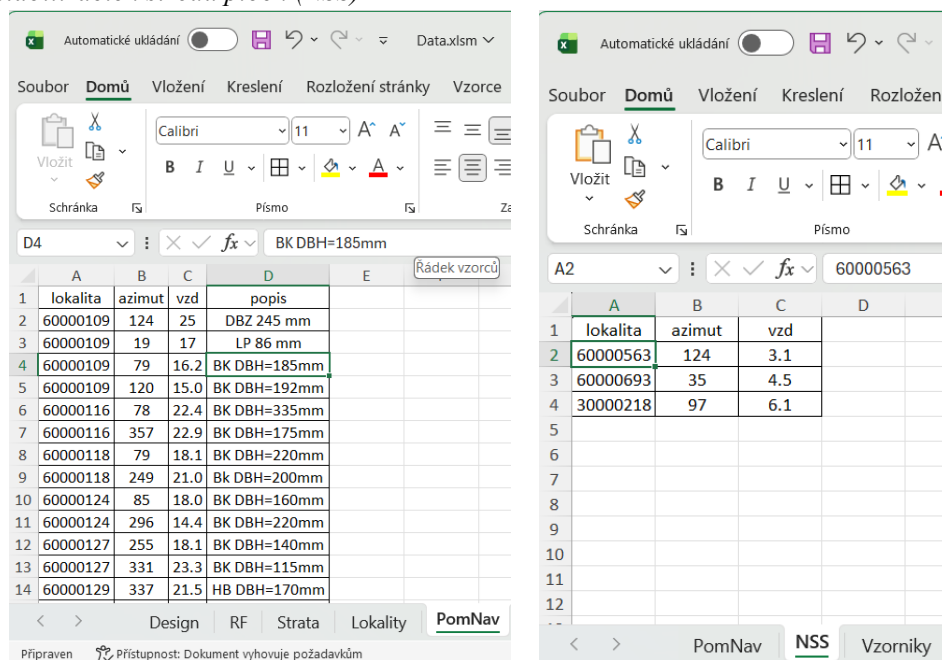 Automatické ukládání Data.xlsm
Soubor Domů Vložení Kreslení Rozložení stránky Vzorce
Vložit
Calibri 11 A A
B I U A
Schránka Písmo Za
D4 fx BK DBH=185mm
Řádek vzorců
A B C D E
1 lokalita azimut vzd popis
2 60000109 124 25 DBZ 245 mm
3 60000109 19 17 LP 86 mm
4 60000109 79 16.2 BK DBH=185mm
5 60000109 120 15.0 BK DBH=192mm
6 60000116 78 22.4 BK DBH=335mm
7 60000116 357 22.9 BK DBH=175mm
8 60000118 79 18.1 BK DBH=220mm
9 60000118 249 21.0 Bk DBH=200mm
10 60000124 85 18.0 BK DBH=160mm
11 60000124 296 14.4 BK DBH=220mm
12 60000127 255 18.1 BK DBH=140mm
13 60000127 331 23.3 BK DBH=115mm
14 60000129 337 21.5 HB DBH=170mm
Design RF Strata Lokality PomNav
Připraven Přístupnost: Dokument vyhovuje požadavkům
Automatické ukládání
Soubor Domů Vložení Kreslení Rozložen
Vložit
Calibri 11 A
B I U
Schránka Písmo
A2 fx 60000563
A B C D
1 lokalita azimut vzd
2 60000563 124 3.1
3 60000693 35 4.5
4 30000218 97 6.1
5
6
7
8
9
10
11
12
PomNav NSS Vzorniky